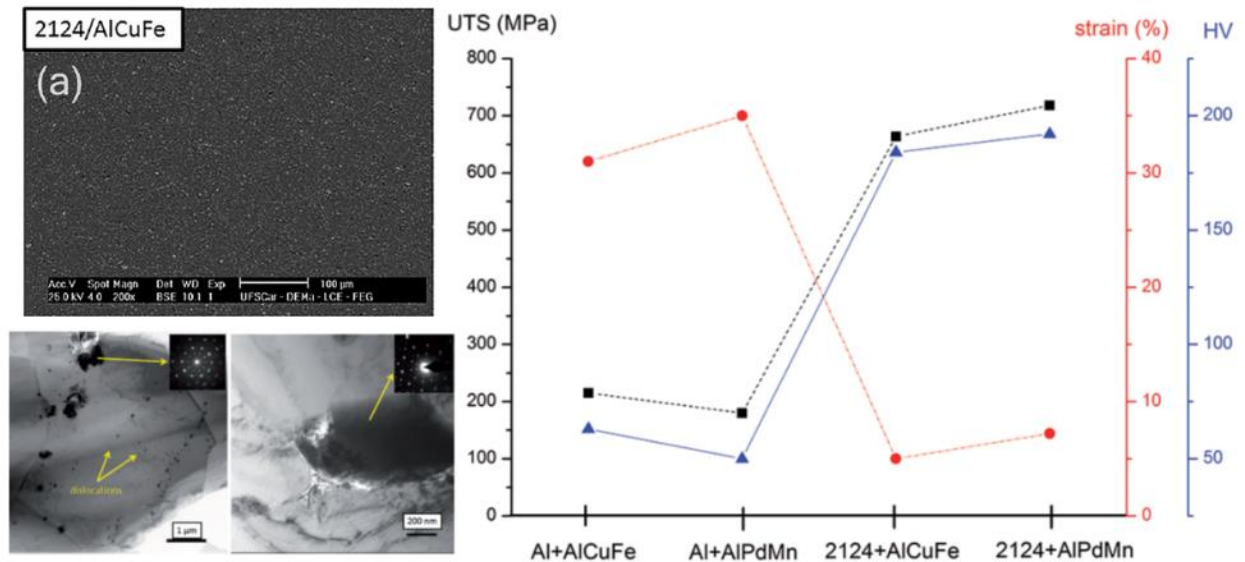 2124/AlCuFe
(a)
Acc.V Spot Magn Det WD Exp 100 µm
25.0 kV 4.0 200x BSE 10.1 1 UFSCar - DEMa - LCE - FEG
dislocations
1 µm
200 nm
UTS (MPa)
strain (%)
HV
800
700
600
500
400
300
200
100
0
40
30
20
10
0
200
150
100
50
Al+AlCuFe
Al+AlPdMn
2124+AlCuFe
2124+AlPdMn